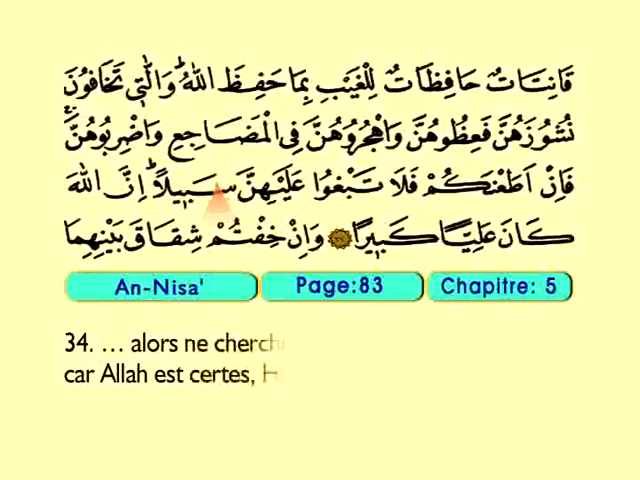 قَانِتَاتٌ حَافِظَاتٌ لِلْغَيْبِ بِمَا حَفِظَ اللّٰهُ وَالّٰتِي تَخَافُونَ
نُشُوزَهُنَّ فَعِظُوهُنَّ وَاهْجُرُوهُنَّ فِي الْمَضَاجِعِ وَاضْرِبُوهُنَّ
فَاِنْ اَطَعْنَكُمْ فَلَا تَبْغُوا عَلَيْهِنَّ سَبِيلًا اِنَّ اللّٰهَ
كَانَ عَلِيًّا كَبِيرًا وَاِنْ خِفْتُمْ شِقَاقَ بَيْنِهِمَا
An-Nisa' Page:83 Chapitre: 5
34. ... alors ne cherch
car Allah est certes,